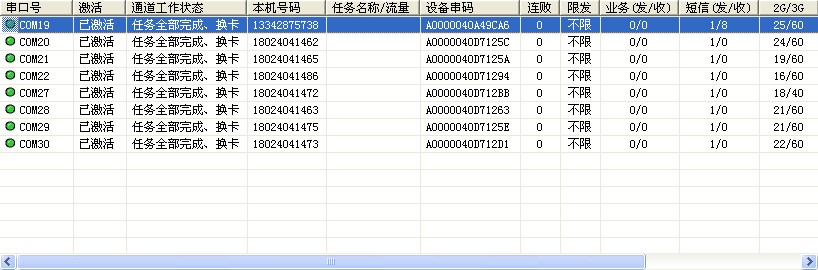 串口号 激活 通道工作状态 本机号码 任务名称/流量 设备串码 连败 限发 业务(发/收) 短信(发/收) 2G/3G
COM19 已激活 任务全部完成、换卡 13342875738 A0000040A49CA6 0 不限 0/0 1/8 25/60
COM20 已激活 任务全部完成、换卡 18024041462 A0000040D7125C 0 不限 0/0 1/0 24/60
COM21 已激活 任务全部完成、换卡 18024041465 A0000040D7125A 0 不限 0/0 1/0 19/60
COM22 已激活 任务全部完成、换卡 18024041486 A0000040D71294 0 不限 0/0 1/0 16/60
COM27 已激活 任务全部完成、换卡 18024041472 A0000040D712BB 0 不限 0/0 1/0 18/40
COM28 已激活 任务全部完成、换卡 18024041463 A0000040D71263 0 不限 0/0 1/0 21/60
COM29 已激活 任务全部完成、换卡 18024041475 A0000040D7125E 0 不限 0/0 1/0 21/60
COM30 已激活 任务全部完成、换卡 18024041473 A0000040D712D1 0 不限 0/0 1/0 22/60